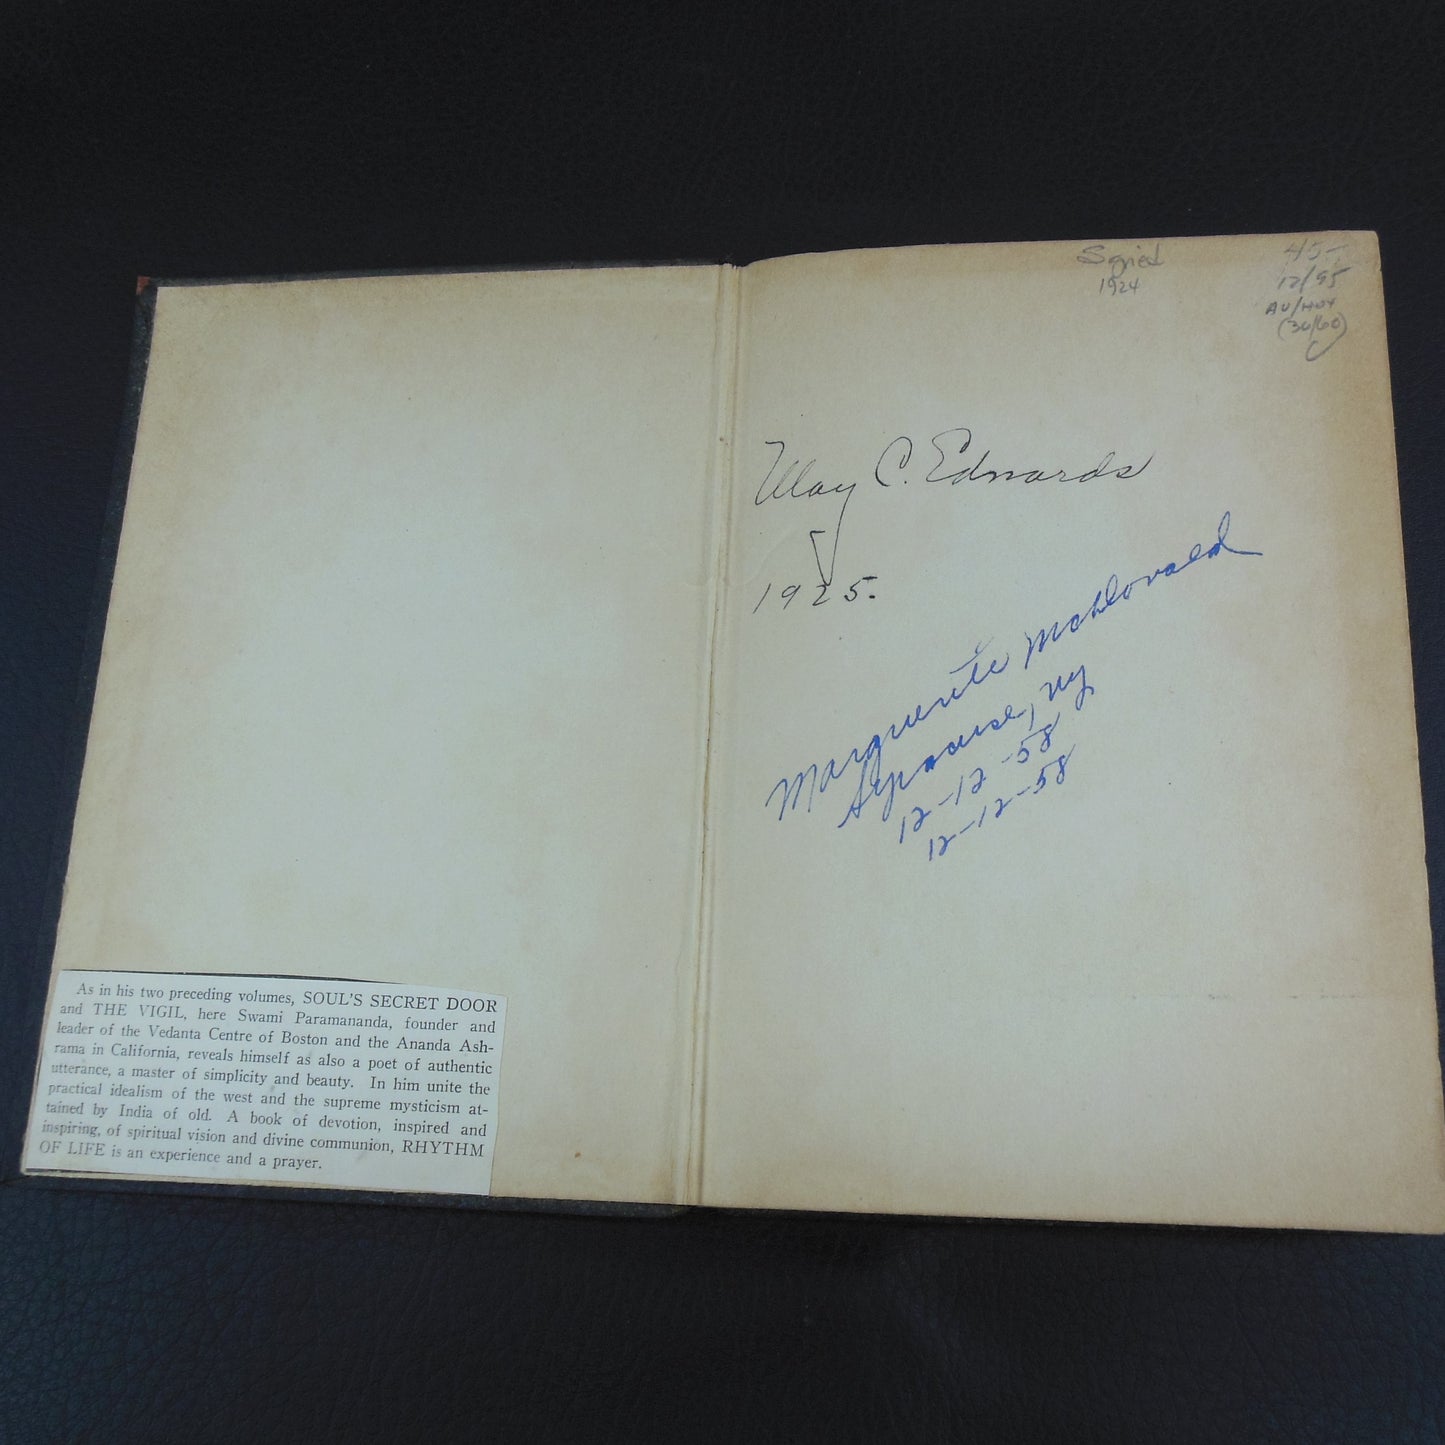 As in his two preceding volumes, SOUL'S SECRET DOOR
and THE VIGIL, here Swami Paramananda, founder and
leader of the Vedanta Centre of Boston and the Ananda Ash-
rama in California, reveals himself as also a poet of authentic
utterance, a master of simplicity and beauty. In him unite the
practical idealism of the west and the supreme mysticism at-
tained by India of old. A book of devotion, inspired and
inspiring, of spiritual vision and divine communion, RHYTHM
OF LIFE is an experience and a prayer.
Signed
1924
45-
12/95
(30/60)
May C. Edwards
1925.
Marguerite McDonald
Syracuse, Ny
12-12-58
12-12-58